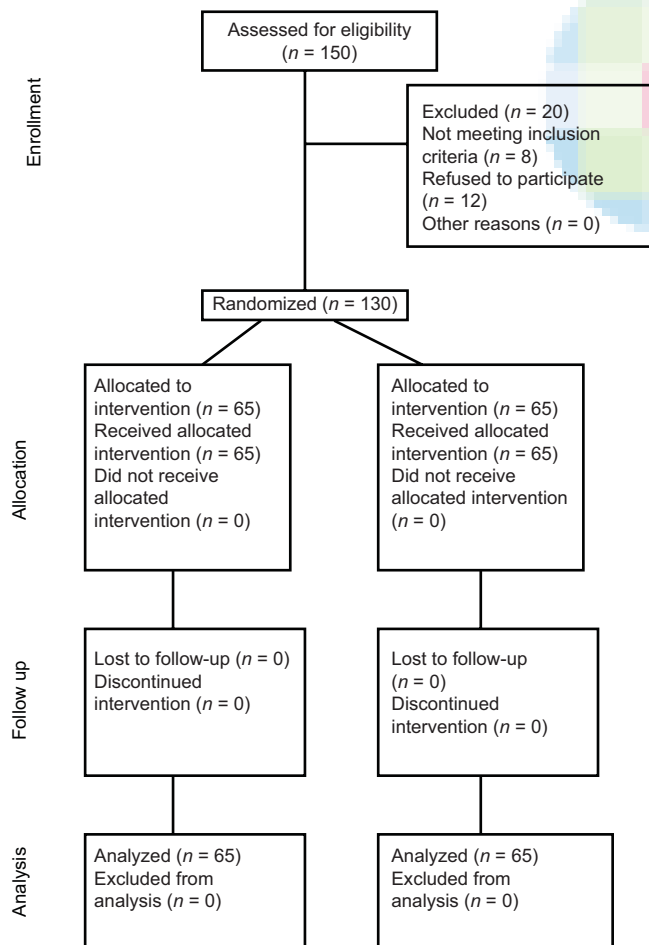 Assessed for eligibility
(n = 150)
Enrollment
Excluded (n = 20)
Not meeting inclusion
criteria (n = 8)
Refused to participate
(n = 12)
Other reasons (n = 0)
Randomized (n = 130)
Allocation
Allocated to
intervention (n = 65)
Received allocated
intervention (n = 65)
Did not receive
allocated
intervention (n = 0)
Allocated to
intervention (n = 65)
Received allocated
intervention (n = 65)
Did not receive
allocated intervention
(n = 0)
Follow up
Lost to follow-up (n = 0)
Discontinued
intervention (n = 0)
Lost to follow-up
(n = 0)
Discontinued
intervention (n = 0)
Analysis
Analyzed (n = 65)
Excluded from
analysis (n = 0)
Analyzed (n = 65)
Excluded from
analysis (n = 0)